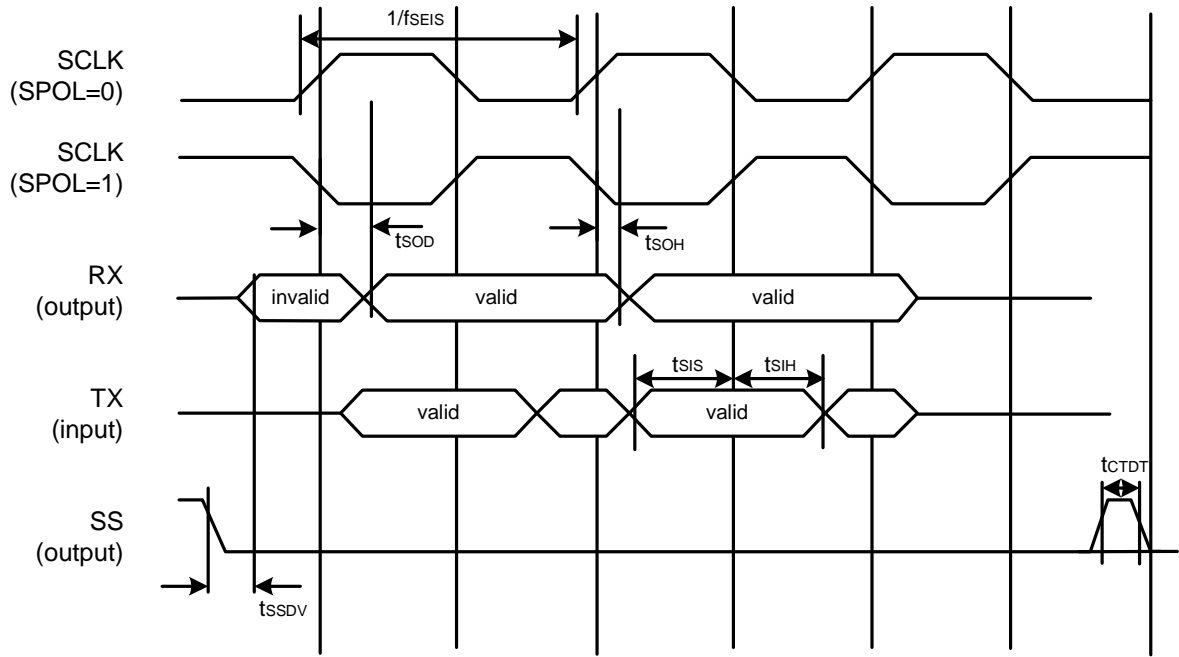 1/fSEIS
SCLK
(SPOL=0)
SCLK
(SPOL=1)
tSOD
tSOH
RX
(output)
invalid
valid
valid
tSIS
tSIH
TX
(input)
valid
valid
tCTDT
SS
(output)
tSSDV